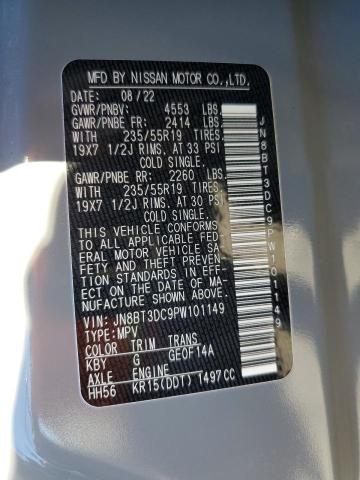 MFD BY NISSAN MOTOR CO.,LTD.
DATE: 08/22
GVWR/PNBV: 4553 LBS.
GAWR/PNBE FR: 2414 LBS.
WITH 235/55R19 TIRES.
19X7 1/2J RIMS. AT 33 PSI
COLD SINGLE.
GAWR/PNBE RR: 2260 LBS.
WITH 235/55R19 TIRES.
19X7 1/2J RIMS. AT 30 PSI
COLD SINGLE.
THIS VEHICLE CONFORMS
TO ALL APPLICABLE FED-
ERAL MOTOR VEHICLE SA-
FETY AND THEFT PREVENTION
STANDARDS IN EFF-
ECT ON THE DATE OF MA-
NUFACTURE SHOWN ABOVE.
VIN: JN8BT3DC9PW101149
TYPE:MPV
COLOR TRIM TRANS
KBY G GE0F14A
AXLE ENGINE
HH56 KR15(DDT) 1497CC
JN8BT3DC9PW101149